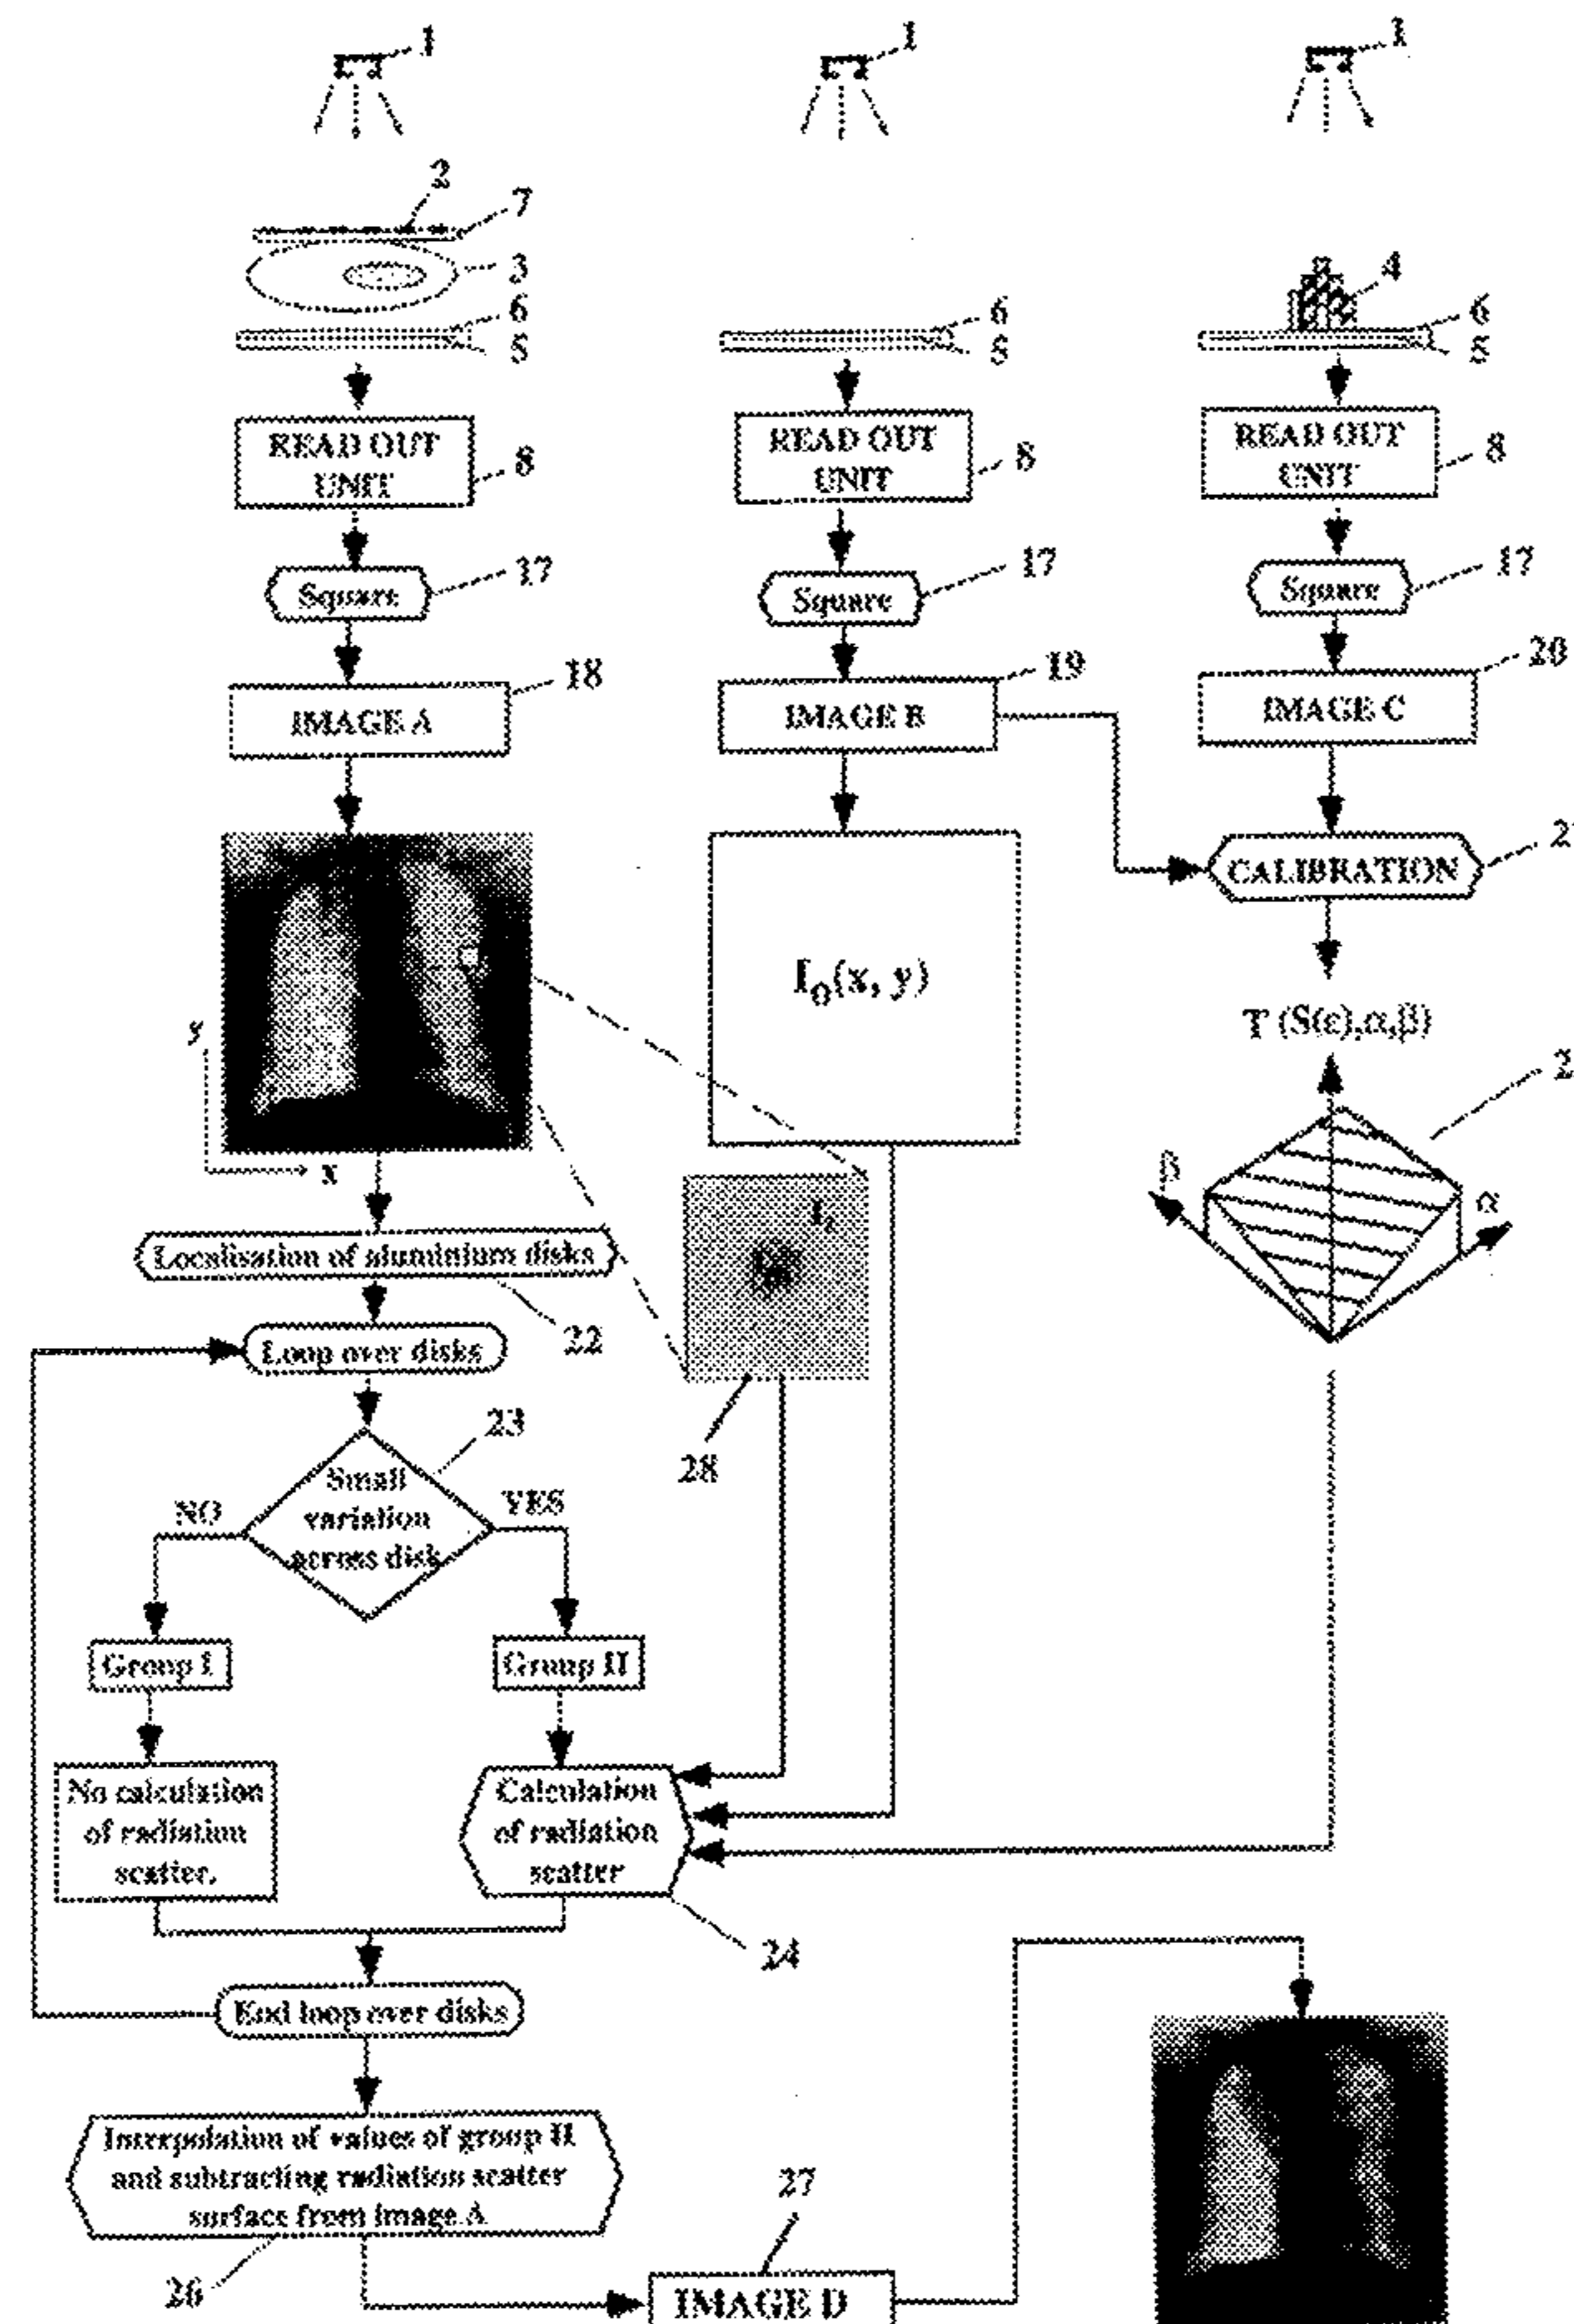 1
1
1
2
7
3
6
5
6
5
4
6
5
READ OUT
UNIT
8
READ OUT
UNIT
8
READ OUT
UNIT
8
Square
17
Square
17
Square
17
IMAGE A
18
IMAGE B
19
IMAGE C
20
CALIBRATION
I₀(x, y)
T (S(ε),α,β)
y
x
β
α
Localisation of aluminium disks
22
Loop over disks
28
23
Small
variation
across disk
NO
YES
Group I
Group II
No calculation
of radiation
scatter.
Calculation
of radiation
scatter
24
End loop over disks
Interpolation of values of group II
and subtracting radiation scatter
surface from image A
26
27
IMAGE D